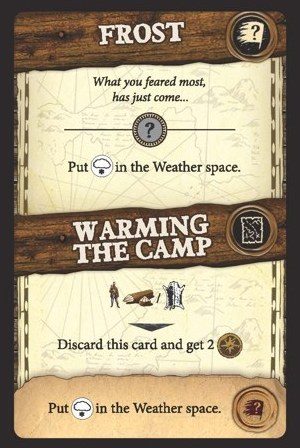 FROST
?
What you feared most,
has just come...
?
Put in the Weather space.
WARMING
THE CAMP
/
Discard this card and get 2
?
Put in the Weather space.